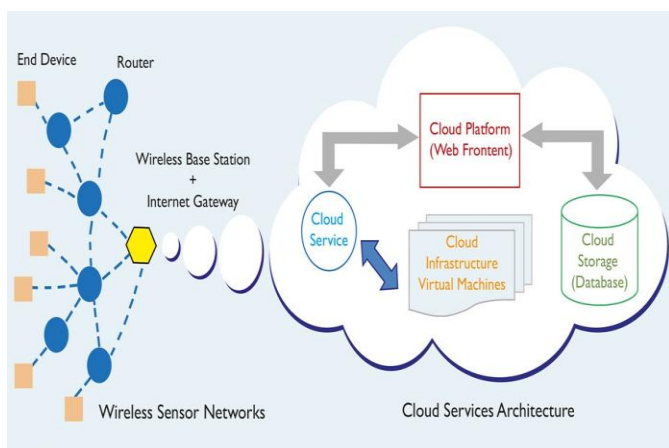 End Device
Router
Wireless Base Station
+
Internet Gateway
Cloud Platform
(Web Frontent)
Cloud
Service
Cloud
Infrastructure
Virtual Machines
Cloud
Storage
(Database)
Wireless Sensor Networks
Cloud Services Architecture